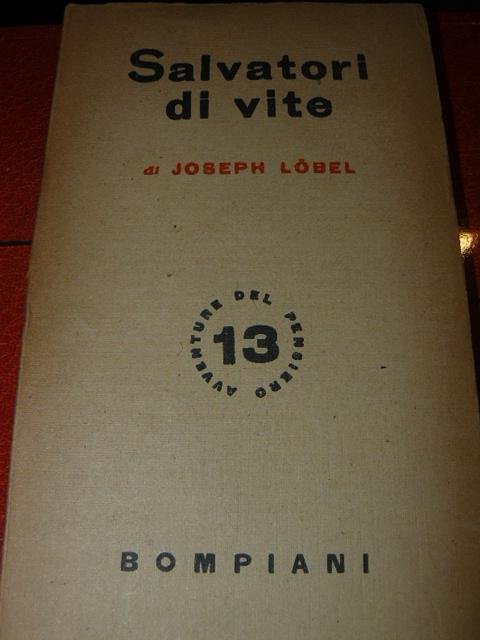 Salvatori
di vite
di JOSEPH LÖBEL
AVVENTURE DEL PENSIERO
13
BOMPIANI